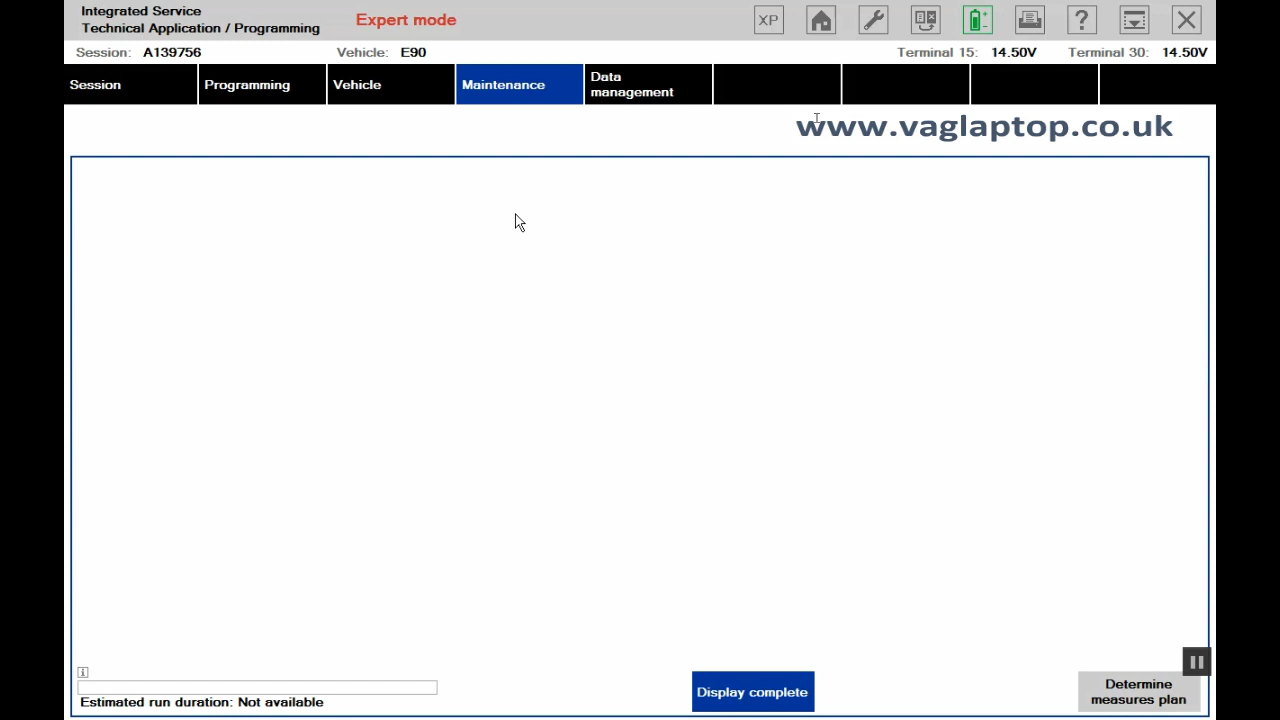 Integrated Service
Technical Application / Programming
Expert mode
XP
?
Session: A139756
Vehicle: E90
Terminal 15: 14.50V
Terminal 30: 14.50V
Session
Programming
Vehicle
Maintenance
Data
management
www.vaglaptop.co.uk
i
Estimated run duration: Not available
Display complete
Determine
measures plan